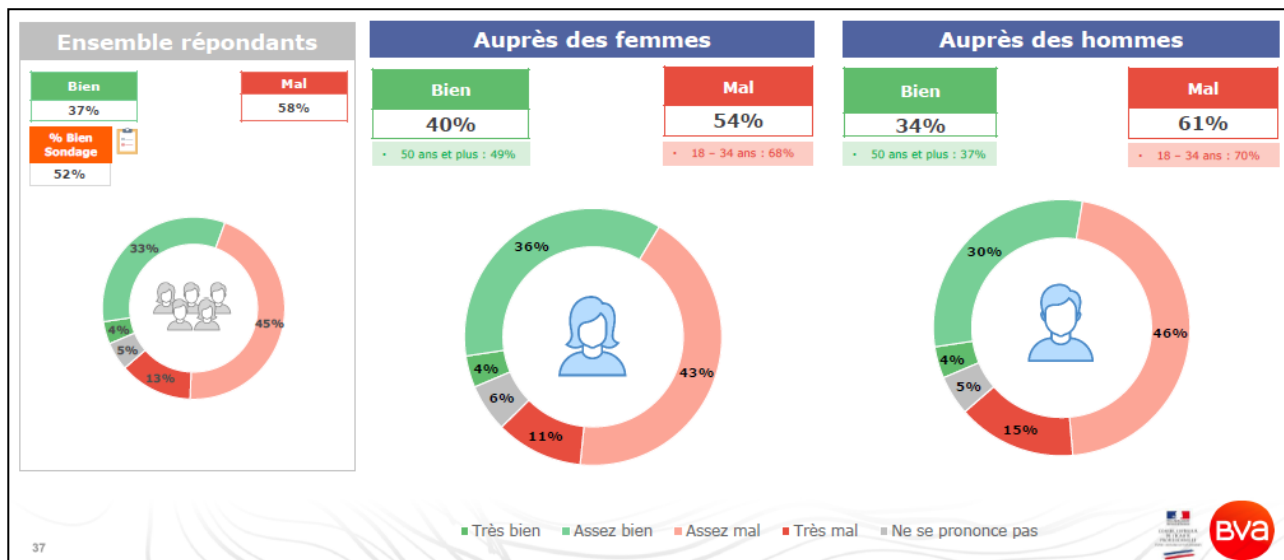 Ensemble répondants
Bien
37%
Mal
58%
% Bien
Sondage
52%
33%
45%
4%
5%
13%
Auprès des femmes
Bien
40%
• 50 ans et plus : 49%
Mal
54%
• 18 – 34 ans : 68%
36%
43%
4%
6%
11%
Auprès des hommes
Bien
34%
• 50 ans et plus : 37%
Mal
61%
• 18 – 34 ans : 70%
30%
46%
4%
5%
15%
Très bien Assez bien Assez mal Très mal Ne se prononce pas
BVa
37